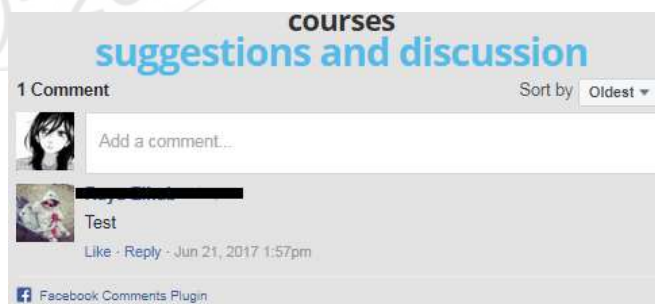 courses
suggestions and discussion
1 Comment Sort by Oldest
Add a comment...
Test
Like · Reply · Jun 21, 2017 1:57pm
Facebook Comments Plugin